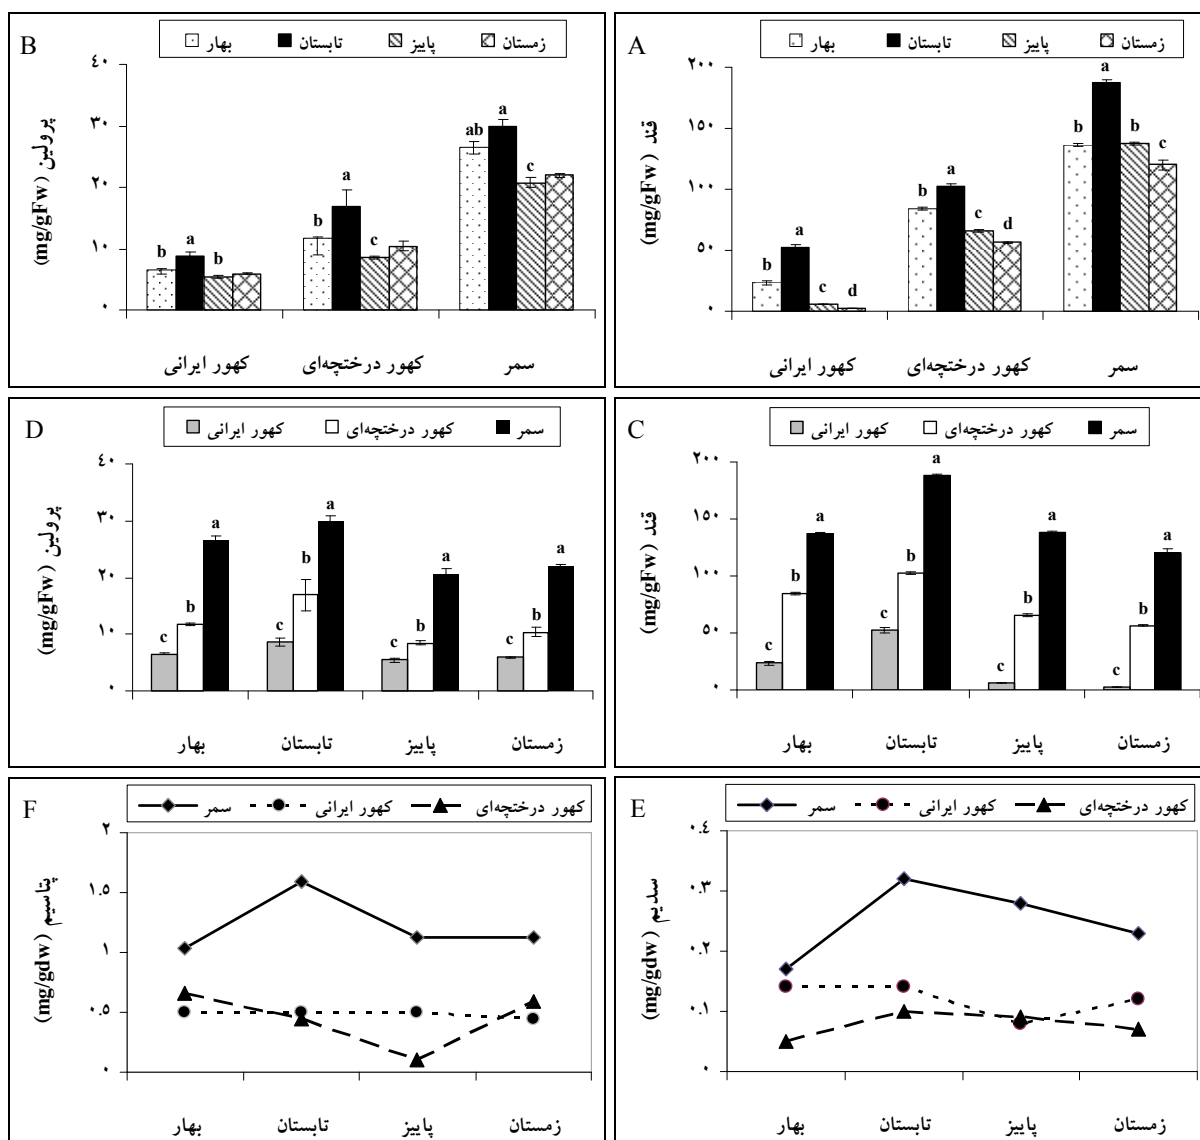 B
بهار تابستان پاییز زمستان
پرولین (mg/gFw)
۴۰
۳۰
۲۰
۱۰
۰
b a b
b a c
ab a c
کهور ایرانی کهور درختچه‌ای سمر
A
بهار تابستان پاییز زمستان
قند (mg/gFw)
۲۰۰
۱۵۰
۱۰۰
۵۰
۰
b a c d
b a c d
b a b c
کهور ایرانی کهور درختچه‌ای سمر
D
کهور ایرانی کهور درختچه‌ای سمر
پرولین (mg/gFw)
۴۰
۳۰
۲۰
۱۰
۰
c b a
c b a
c b a
c b a
بهار تابستان پاییز زمستان
C
کهور ایرانی کهور درختچه‌ای سمر
قند (mg/gFw)
۲۰۰
۱۵۰
۱۰۰
۵۰
۰
c b a
c b a
c b a
c b a
بهار تابستان پاییز زمستان
F
سمر کهور ایرانی کهور درختچه‌ای
پتاسیم (mg/gdw)
۲
۱.۵
۱
۰.۵
۰
بهار تابستان پاییز زمستان
E
سمر کهور ایرانی کهور درختچه‌ای
سدیم (mg/gdw)
۰.۴
۰.۳
۰.۲
۰.۱
۰
بهار تابستان پاییز زمستان